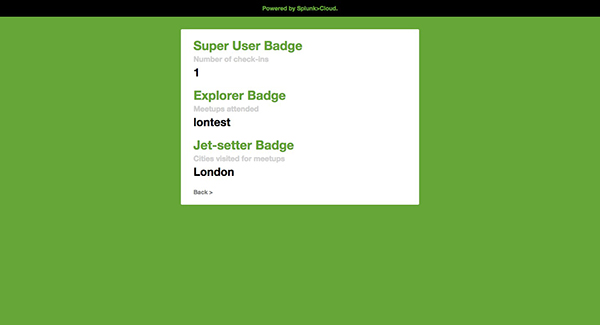 Powered by Splunk>Cloud.
Super User Badge
Number of check-ins
1
Explorer Badge
Meetups attended
lontest
Jet-setter Badge
Cities visited for meetups
London
Back >